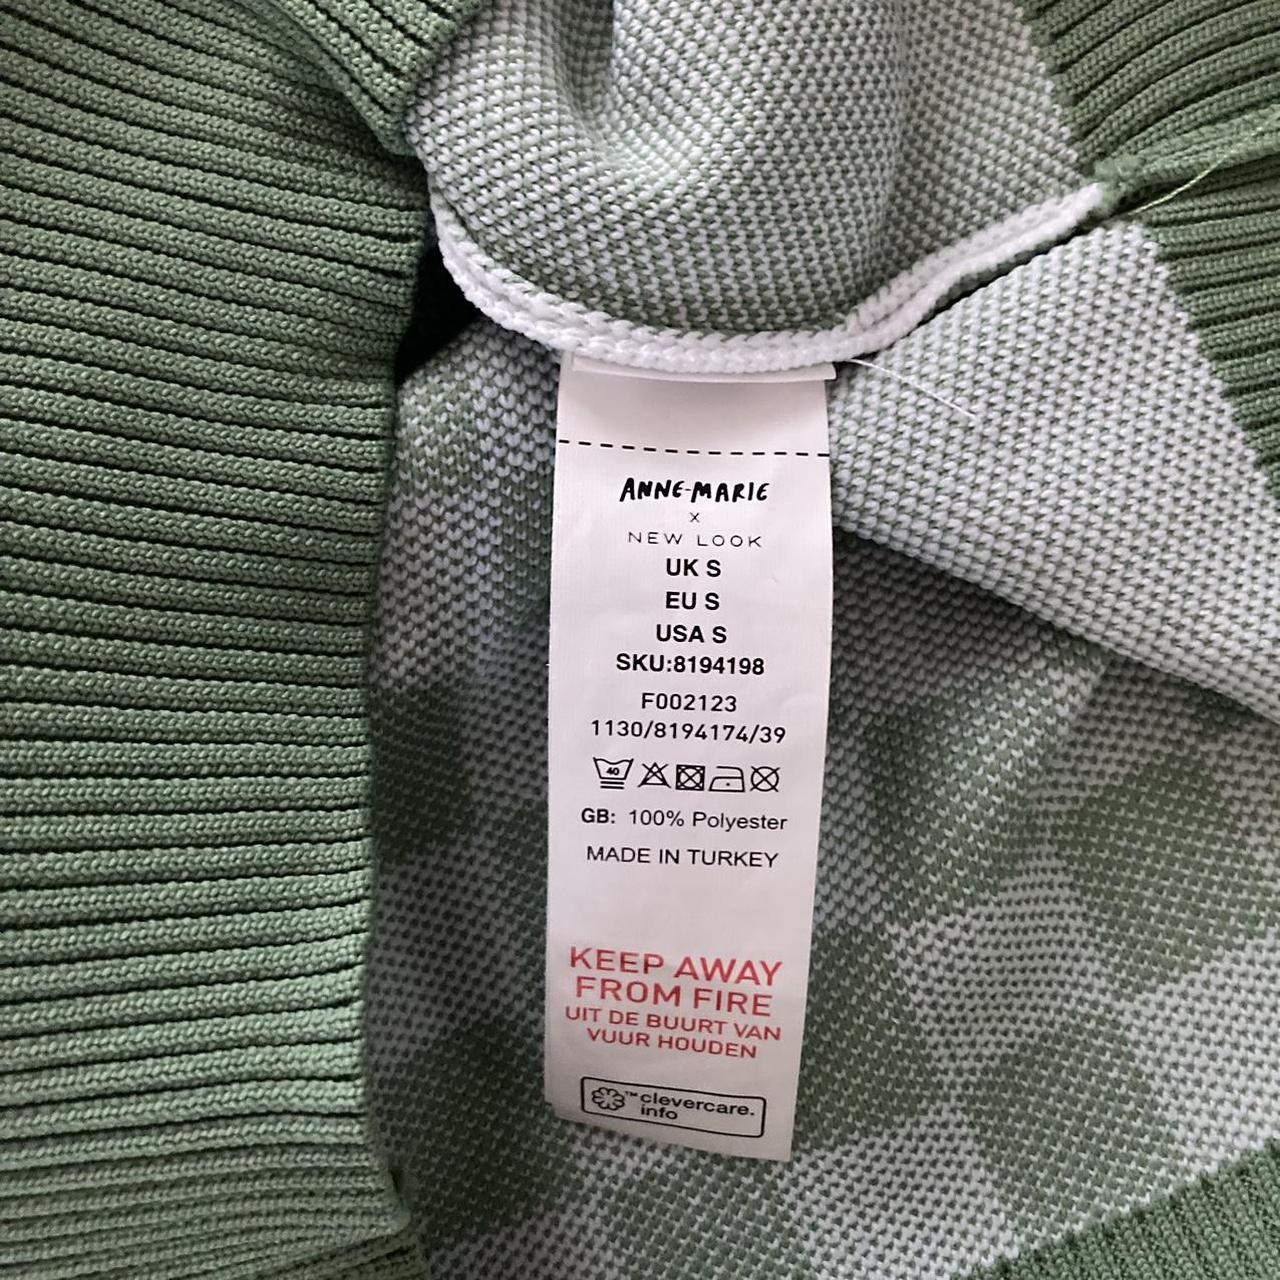 ANNE-MARIE
X
NEW LOOK
UK S
EU S
USA S
SKU:8194198
F002123
1130/8194174/39
40
GB: 100% Polyester
MADE IN TURKEY
KEEP AWAY
FROM FIRE
UIT DE BUURT VAN
VUUR HOUDEN
™clevercare.
info